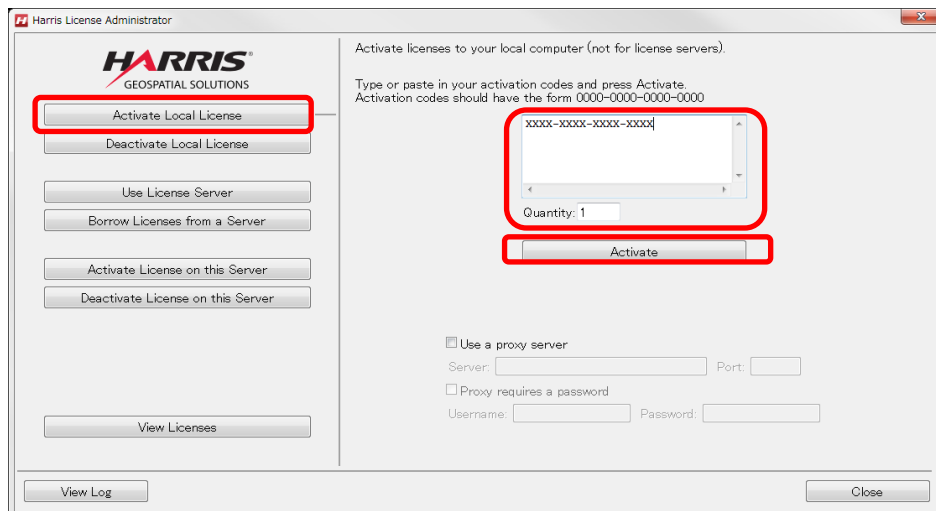 Harris License Administrator
HARRIS
GEOSPATIAL SOLUTIONS
Activate Local License
Deactivate Local License
Use License Server
Borrow Licenses from a Server
Activate License on this Server
Deactivate License on this Server
View Licenses
Activate licenses to your local computer (not for license servers).
Type or paste in your activation codes and press Activate.
Activation codes should have the form 0000-0000-0000-0000
XXXX-XXXX-XXXX-XXXX
Quantity: 1
Activate
Use a proxy server
Server: Port:
Proxy requires a password
Username: Password:
View Log
Close